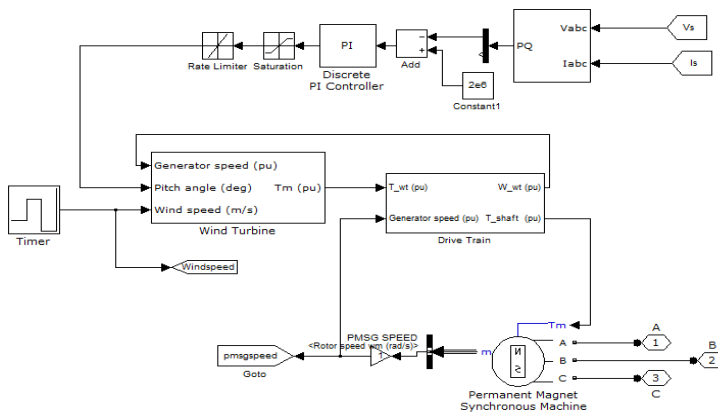 Vs
Vabc
PI
PQ
Add
Is
Iabc
Rate Limiter
Saturation
Discrete
PI Controller
2e6
Constant1
Generator speed (pu)
Pitch angle (deg)
Tm (pu)
T_wt (pu)
W_wt (pu)
Wind speed (m/s)
Generator speed (pu)
T_shaft (pu)
Wind Turbine
Drive Train
Timer
Windspeed
Tm
A
PMSG SPEED
A
1
B
<Rotor speed wm (rad/s)>
pmsgspeed
1
m
N
S
B
2
Goto
C
3
C
Permanent Magnet
Synchronous Machine